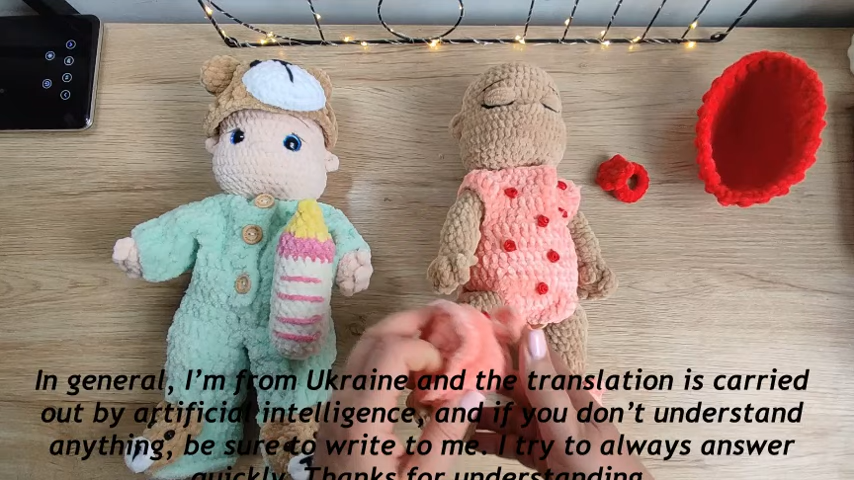 In general, I'm from Ukraine and the translation is carried
out by artificial intelligence, and if you don't understand
anything, be sure to write to me. I try to always answer
quickly. Thanks for understanding